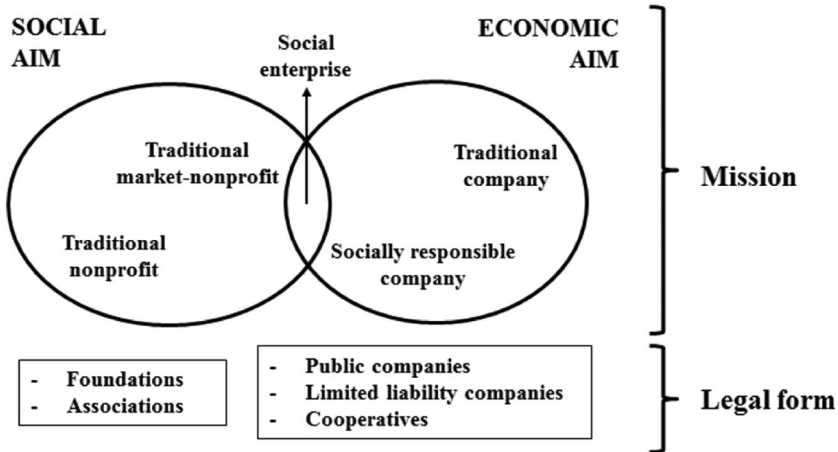 SOCIAL
AIM
Social
enterprise
ECONOMIC
AIM
Traditional
market-nonprofit
Traditional
company
Traditional
nonprofit
Socially responsible
company
Mission
- Foundations
- Associations
- Public companies
- Limited liability companies
- Cooperatives
Legal form